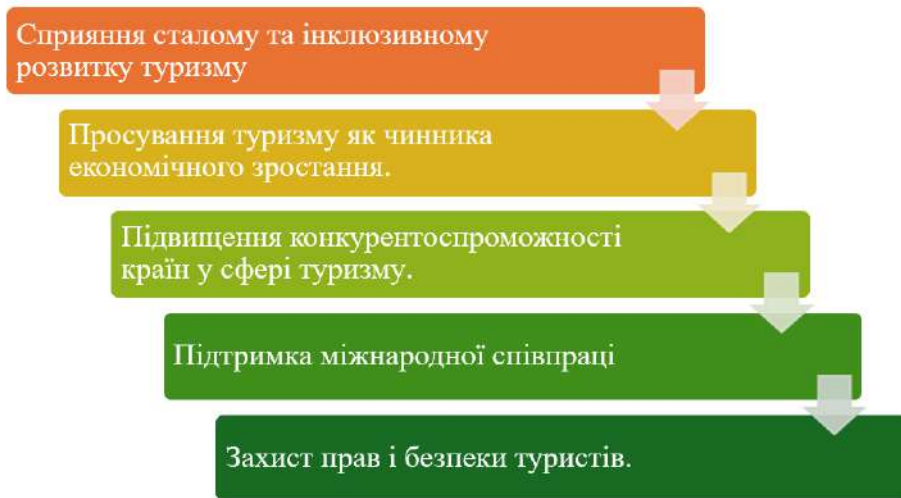 Сприяння сталому та інклюзивному
розвитку туризму
Просування туризму як чинника
економічного зростання.
Підвищення конкурентоспроможності
країн у сфері туризму.
Підтримка міжнародної співпраці
Захист прав і безпеки туристів.